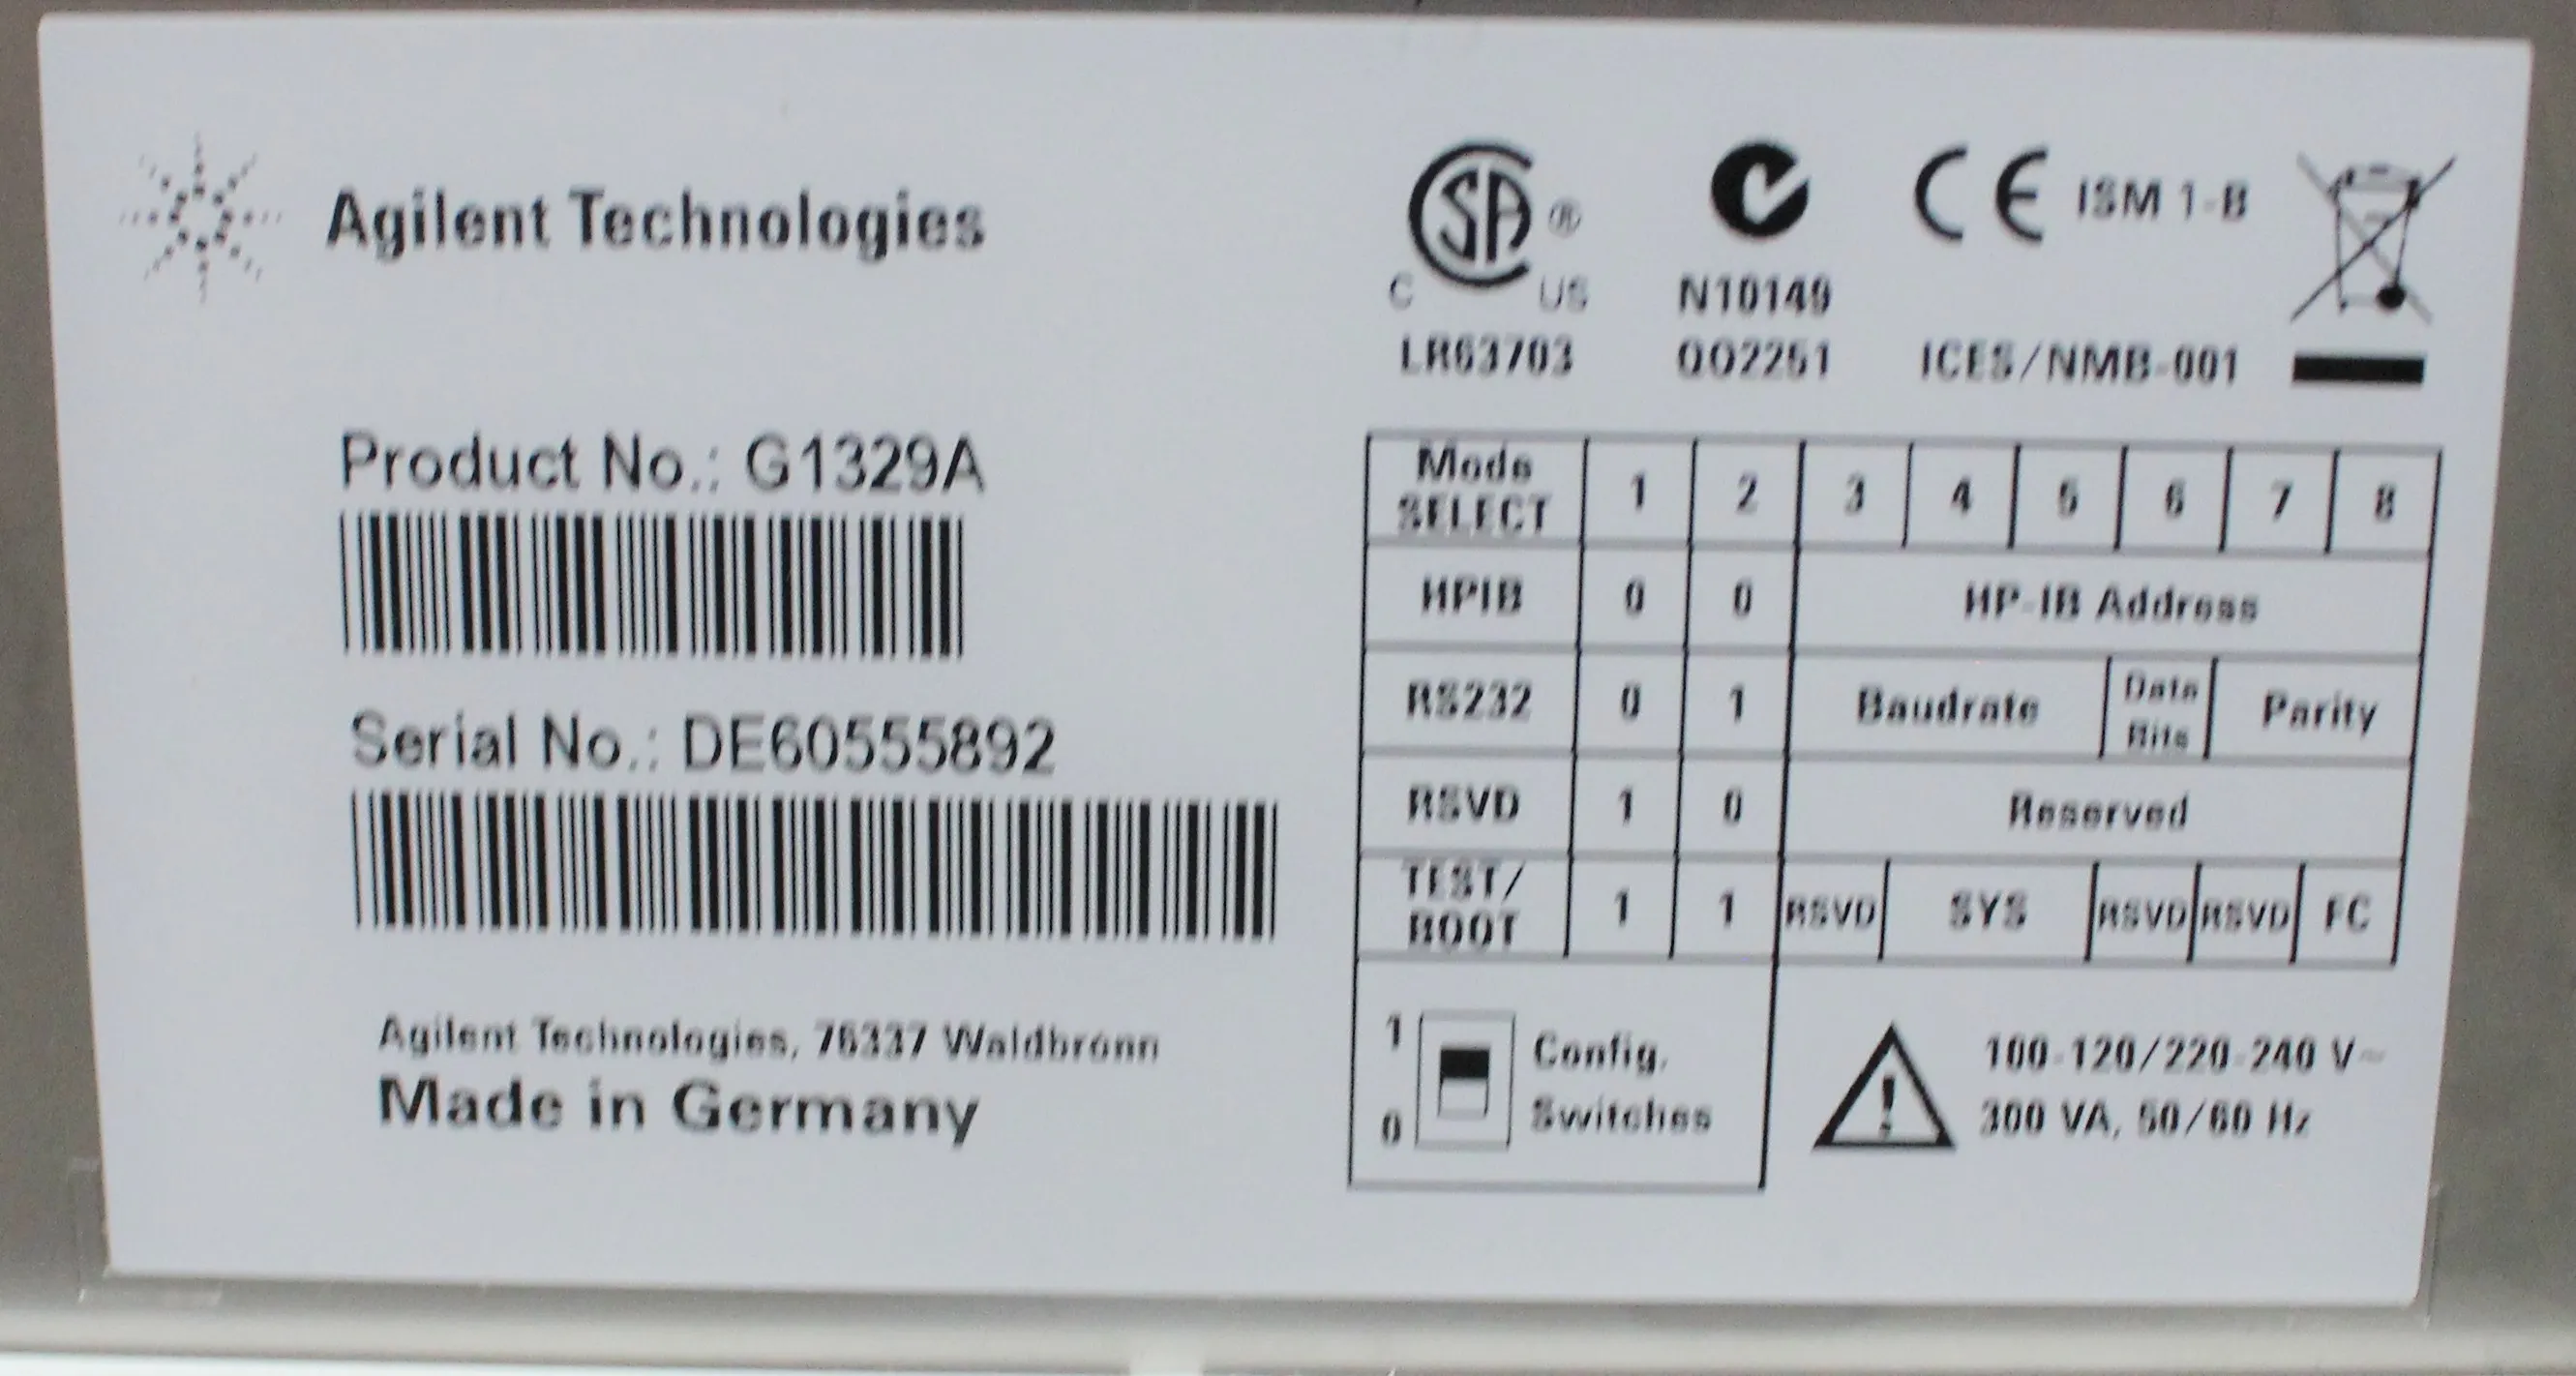 Agilent Technologies
Product No.: G1329A
Serial No.: DE60555892
Agilent Technologies, 76337 Waldbronn
Made in Germany
CSA ®
C US
LR63703
N10149
QO2251
CE ISM 1-B
ICES/NMB-001
Mode SELECT 1 2 3 4 5 6 7 8
HPIB 0 0 HP-IB Address
RS232 0 1 Baudrate Data Bits Parity
RSVD 1 0 Reserved
TEST/ BOOT 1 1 RSVD SYS RSVD RSVD FC
1
0
Config.
Switches
!
100-120/220-240 V~
300 VA, 50/60 Hz